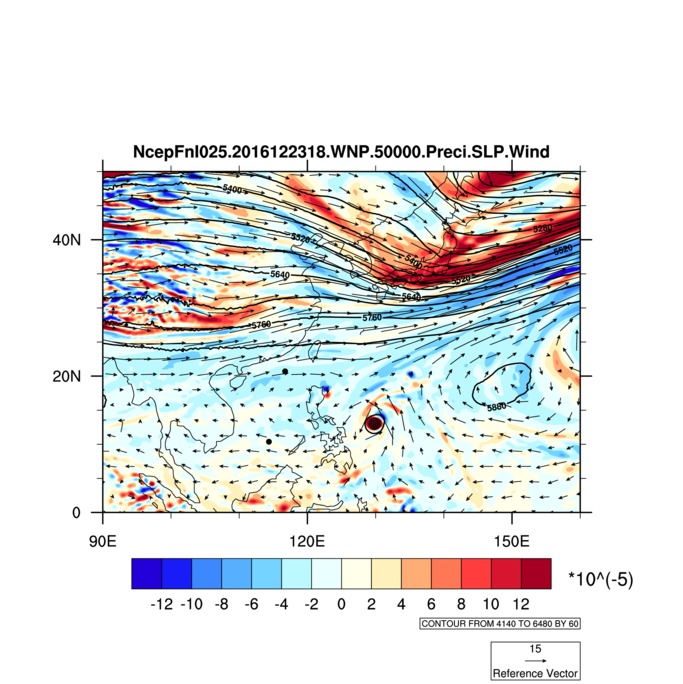 NcepFnl025.2016122318.WNP.50000.Preci.SLP.Wind
5400
5280
40N
5520
5400
5520
5640
5520
5640
5760
5760
20N
5880
0
90E 120E 150E
-12 -10 -8 -6 -4 -2 0 2 4 6 8 10 12 *10^(-5)
CONTOUR FROM 4140 TO 6480 BY 60
15
Reference Vector